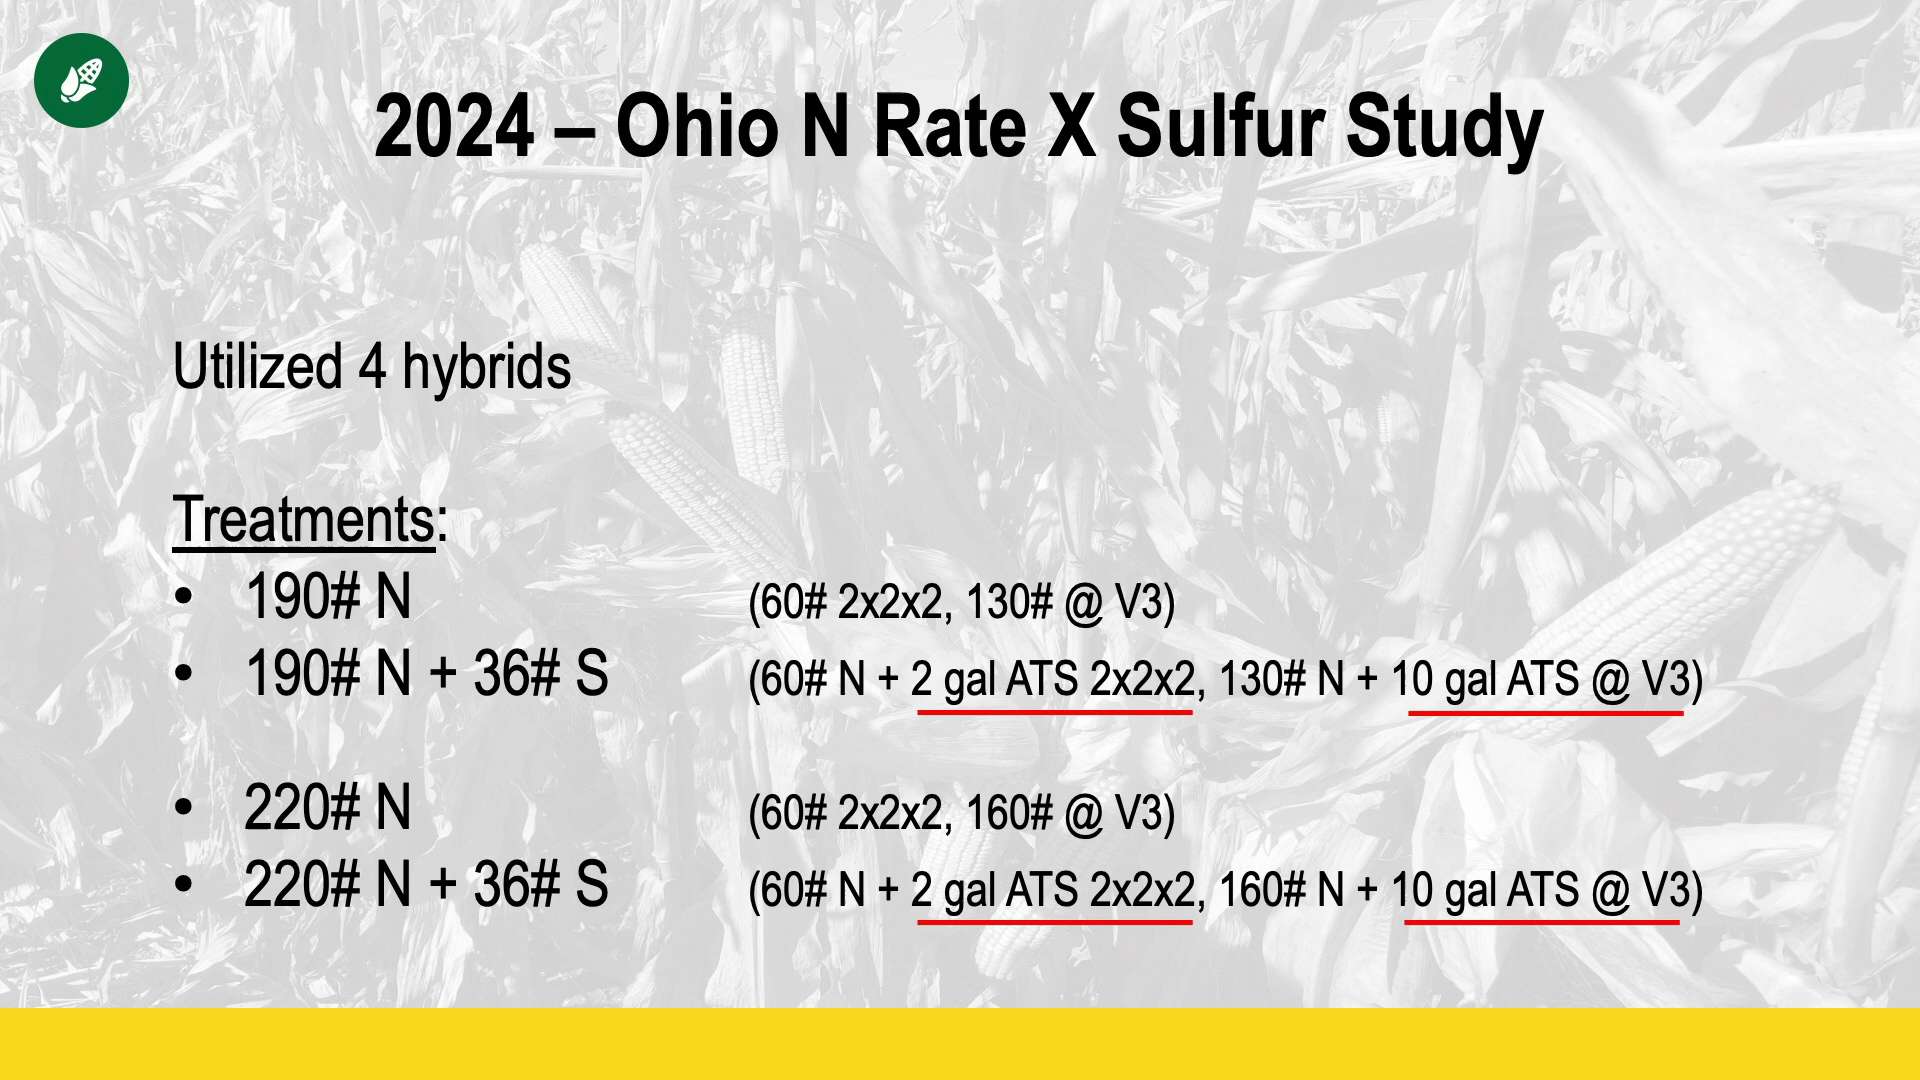 2024 – Ohio N Rate X Sulfur Study
Utilized 4 hybrids
Treatments:
• 190# N (60# 2x2x2, 130# @ V3)
• 190# N + 36# S (60# N + 2 gal ATS 2x2x2, 130# N + 10 gal ATS @ V3)
• 220# N (60# 2x2x2, 160# @ V3)
• 220# N + 36# S (60# N + 2 gal ATS 2x2x2, 160# N + 10 gal ATS @ V3)